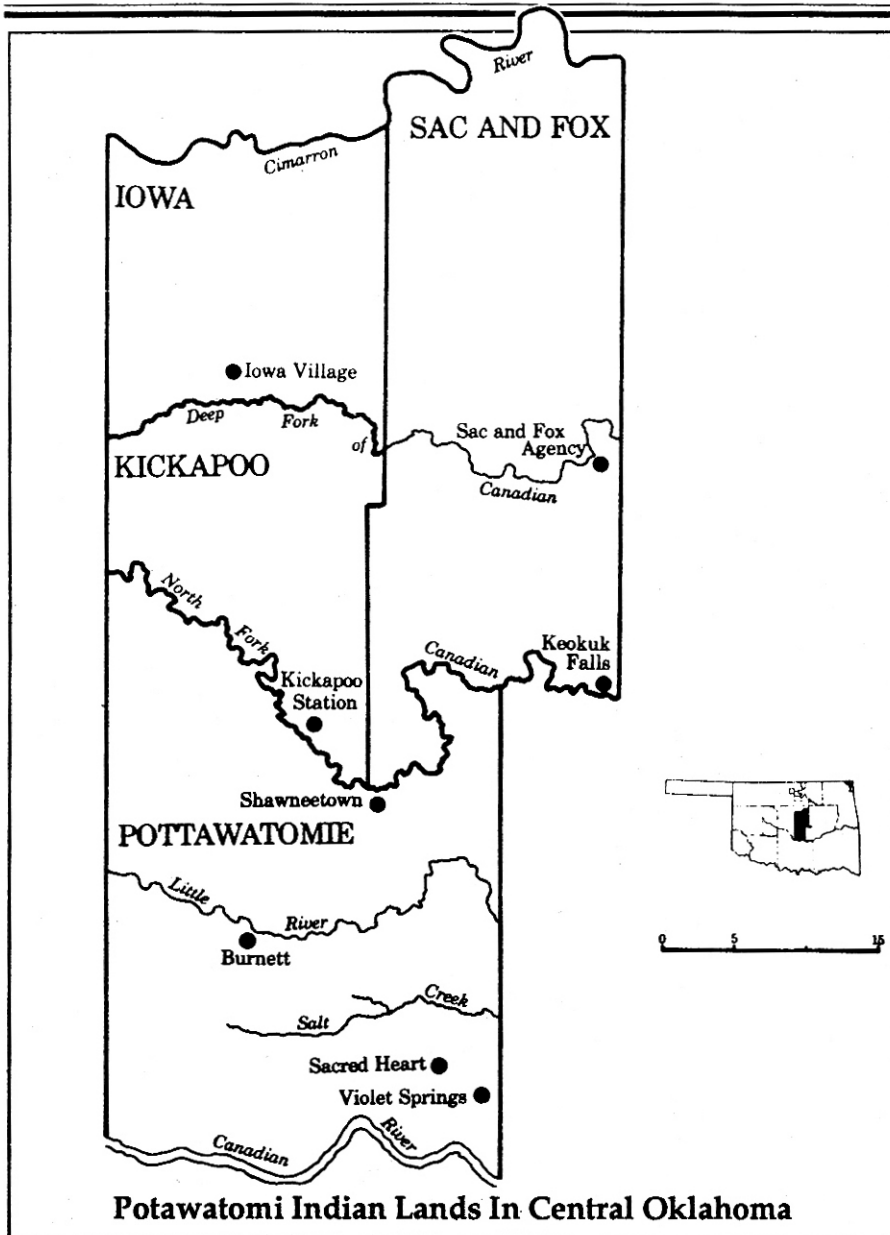 River
SAC AND FOX
Cimarron
IOWA
Iowa Village
Deep Fork of
Sac and Fox
Agency
KICKAPOO
Canadian
North
Fork
Canadian
Keokuk
Falls
Kickapoo
Station
Shawneetown
POTTAWATOMIE
Little
River
Burnett
Creek
Salt
Sacred Heart
Violet Springs
Canadian
River
0 5 15
Potawatomi Indian Lands In Central Oklahoma